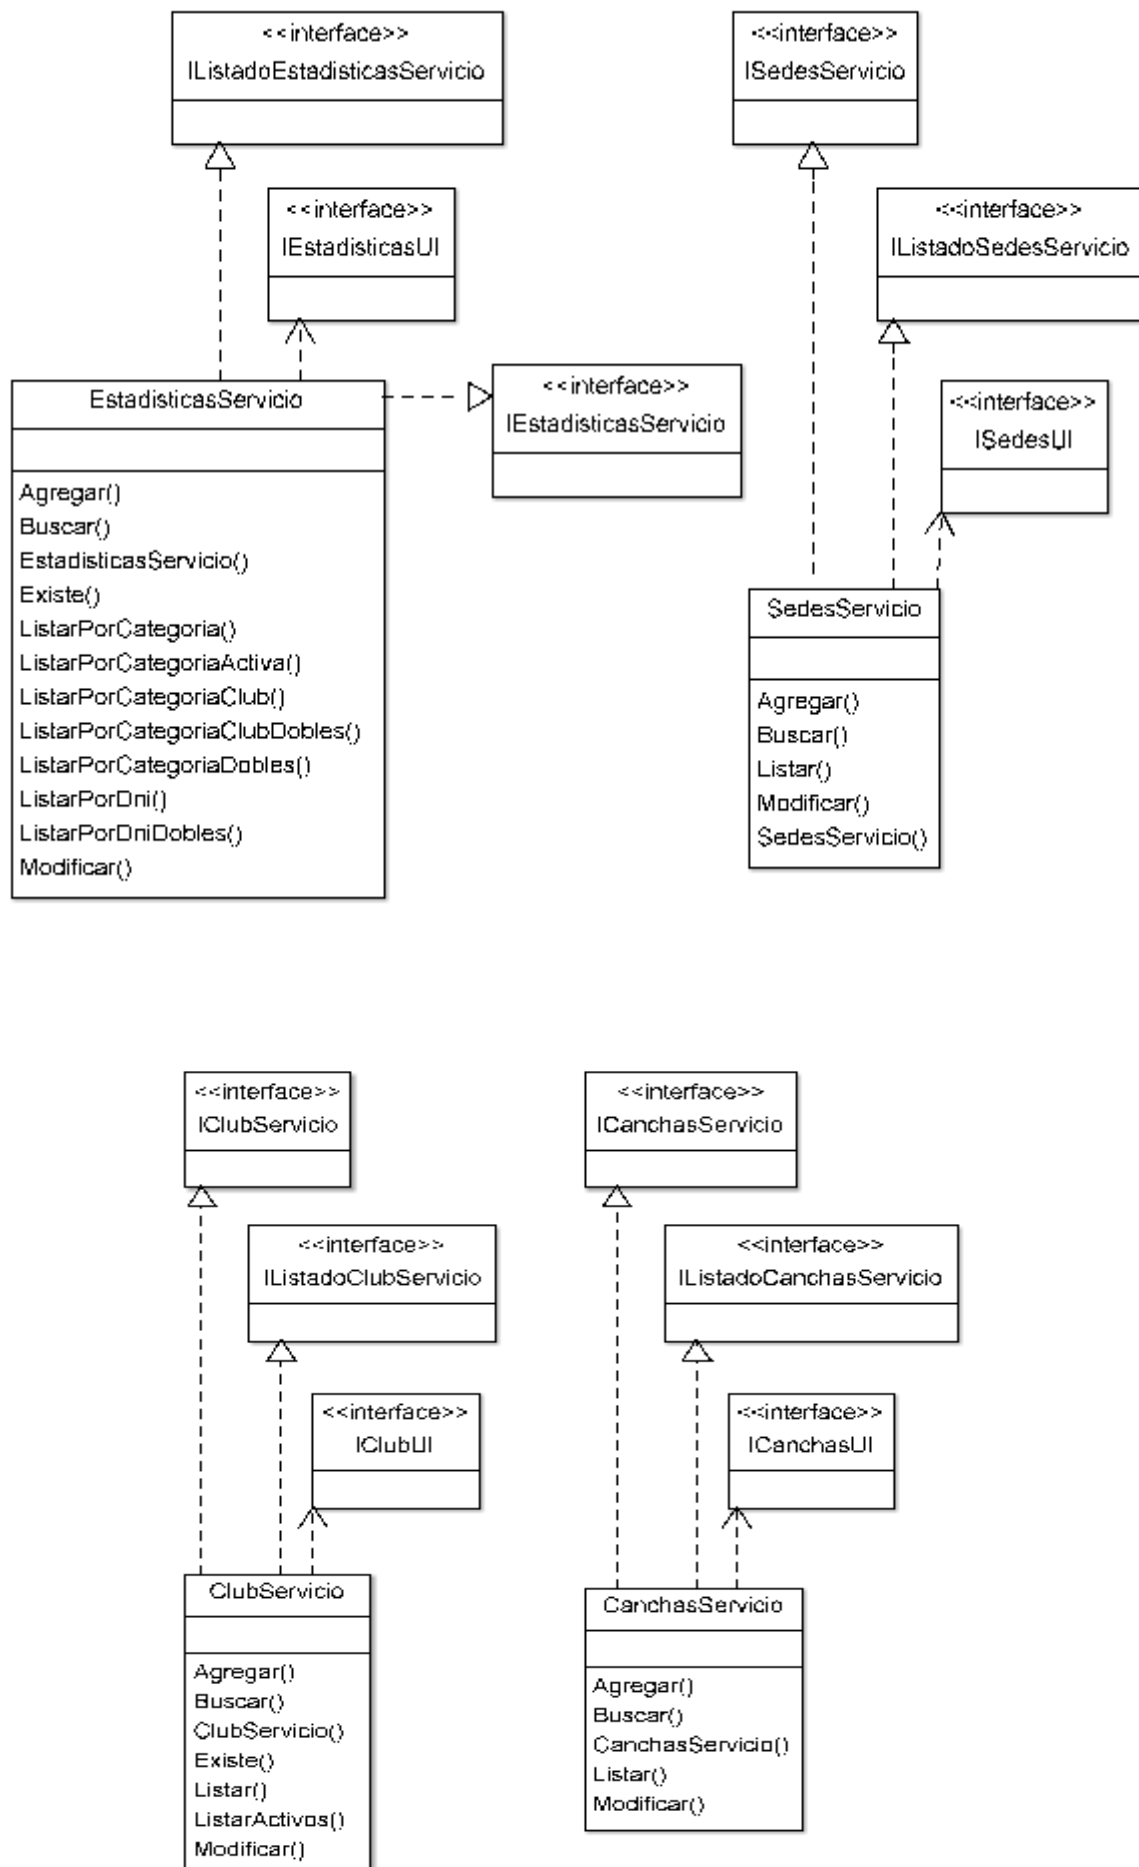 <<interface>>
IListadoEstadisticasServicio
<<interface>>
ISedesServicio
<<interface>>
IEstadisticasUI
<<interface>>
IListadoSedesServicio
<<interface>>
IEstadisticasServicio
<<interface>>
ISedesUI
EstadisticasServicio
Agregar()
Buscar()
EstadisticasServicio()
Existe()
ListarPorCategoria()
ListarPorCategoriaActiva()
ListarPorCategoriaClub()
ListarPorCategoriaClubDobles()
ListarPorCategoriaDobles()
ListarPorDni()
ListarPorDniDobles()
Modificar()
SedesServicio
Agregar()
Buscar()
Listar()
Modificar()
SedesServicio()
<<interface>>
IClubServicio
<<interface>>
ICanchasServicio
<<interface>>
IListadoClubServicio
<<interface>>
IListadoCanchasServicio
<<interface>>
IClubUI
<<interface>>
ICanchasUI
ClubServicio
Agregar()
Buscar()
ClubServicio()
Existe()
Listar()
ListarActivos()
Modificar()
CanchasServicio
Agregar()
Buscar()
CanchasServicio()
Listar()
Modificar()